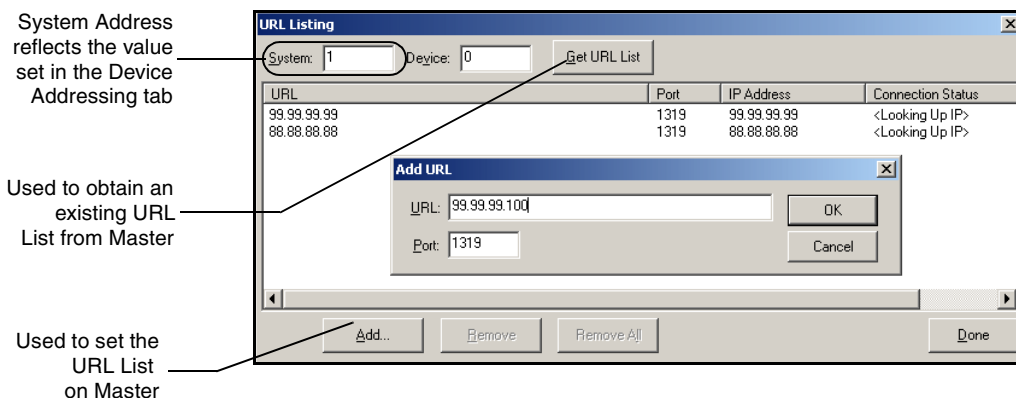 System Address
reflects the value
set in the Device
Addressing tab
Used to obtain an
existing URL
List from Master
Used to set the
URL List
on Master
URL Listing
System: 1 Device: 0 Get URL List
URL Port IP Address Connection Status
99.99.99.99 1319 99.99.99.99 <Looking Up IP>
88.88.88.88 1319 88.88.88.88 <Looking Up IP>
Add URL
URL: 99.99.99.100 OK
Port: 1319 Cancel
Add... Remove Remove All Done